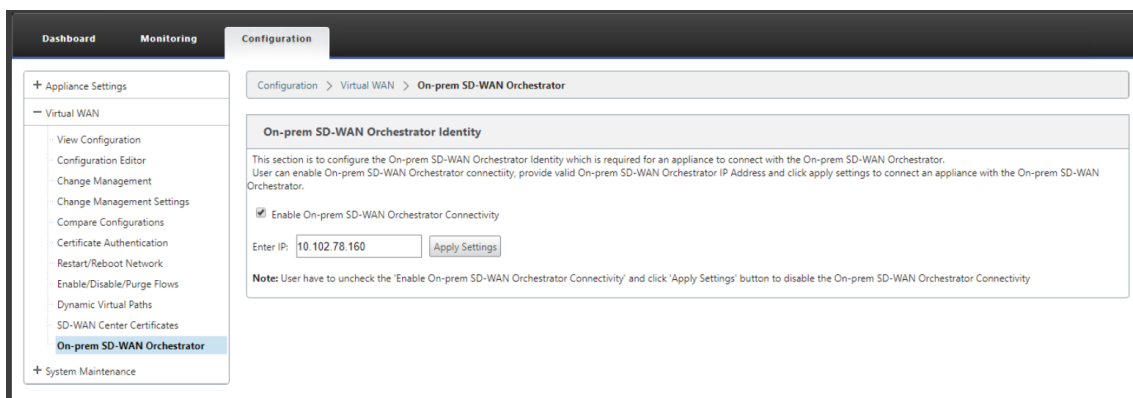 Dashboard Monitoring Configuration
+ Appliance Settings
− Virtual WAN
View Configuration
Configuration Editor
Change Management
Change Management Settings
Compare Configurations
Certificate Authentication
Restart/Reboot Network
Enable/Disable/Purge Flows
Dynamic Virtual Paths
SD-WAN Center Certificates
On-prem SD-WAN Orchestrator
+ System Maintenance
Configuration > Virtual WAN > On-prem SD-WAN Orchestrator
On-prem SD-WAN Orchestrator Identity
This section is to configure the On-prem SD-WAN Orchestrator Identity which is required for an appliance to connect with the On-prem SD-WAN Orchestrator.
User can enable On-prem SD-WAN Orchestrator connectiity, provide valid On-prem SD-WAN Orchestrator IP Address and click apply settings to connect an appliance with the On-prem SD-WAN
Orchestrator.
Enable On-prem SD-WAN Orchestrator Connectivity
Enter IP: 10.102.78.160 Apply Settings
Note: User have to uncheck the 'Enable On-prem SD-WAN Orchestrator Connectivity' and click 'Apply Settings' button to disable the On-prem SD-WAN Orchestrator Connectivity